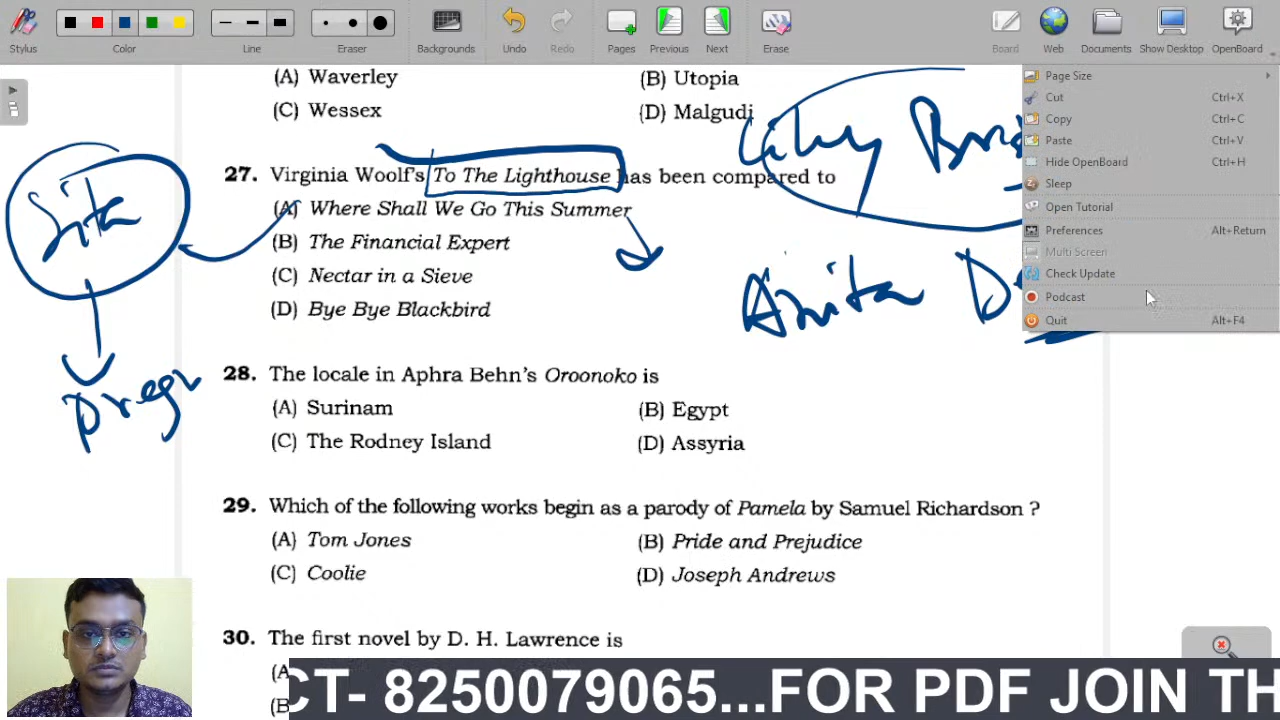 Stylus Color Line Eraser Backgrounds Undo Redo Pages Previous Next Erase Board Web Documents Show Desktop OpenBoard
(A) Waverley (B) Utopia
(C) Wessex (D) Malgudi
27. Virginia Woolf's To The Lighthouse has been compared to
(A) Where Shall We Go This Summer
(B) The Financial Expert
(C) Nectar in a Sieve
(D) Bye Bye Blackbird
28. The locale in Aphra Behn's Oroonoko is
(A) Surinam (B) Egypt
(C) The Rodney Island (D) Assyria
29. Which of the following works begin as a parody of Pamela by Samuel Richardson ?
(A) Tom Jones (B) Pride and Prejudice
(C) Coolie (D) Joseph Andrews
30. The first novel by D. H. Lawrence is
(A
(B
Sita
pregn
Anita D
Page Size
Cut Ctrl+X
Copy Ctrl+C
Paste Ctrl+V
Hide OpenBoard Ctrl+H
Sleep
Open Tutorial
Preferences Alt+Return
Multi Screen
Check Update
Podcast
Quit Alt+F4
CT- 8250079065...FOR PDF JOIN TH